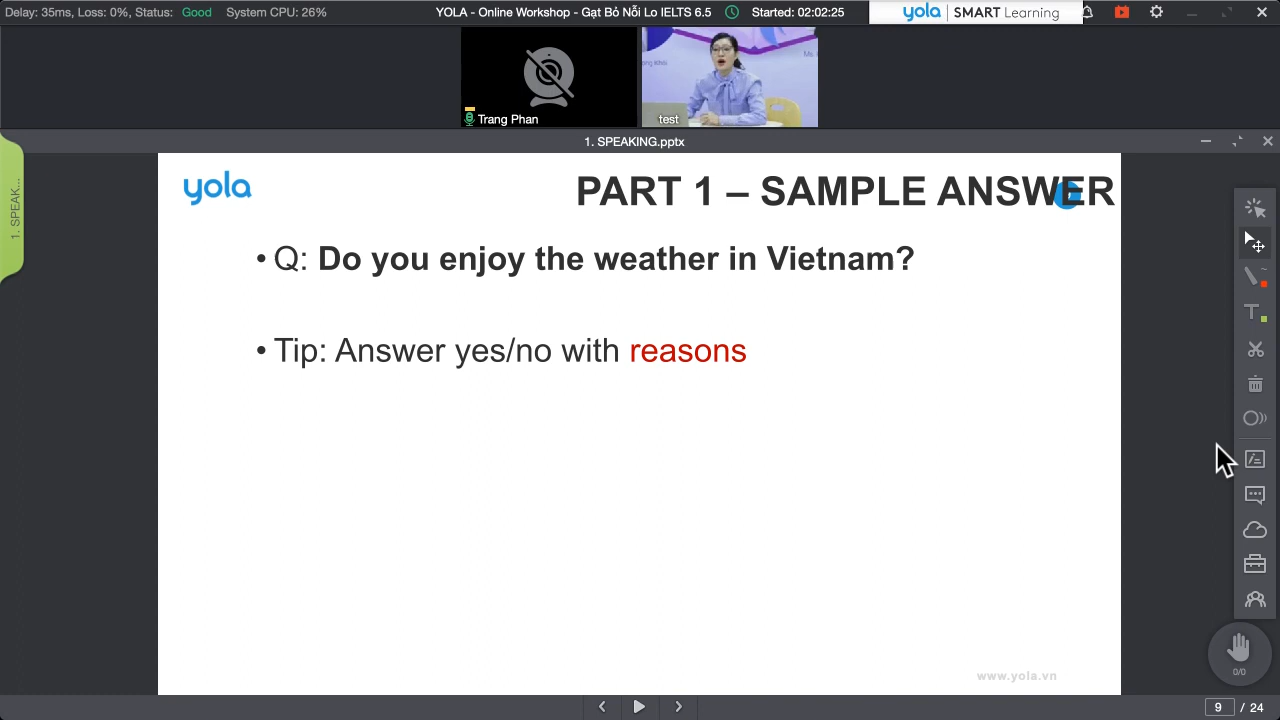 Delay: 35ms, Loss: 0%, Status: Good System CPU: 26%
YOLA - Online Workshop - Gạt Bỏ Nỗi Lo IELTS 6.5
Started: 02:02:25
yola | SMART Learning
Trang Phan
test
1. SPEAKING.pptx
1. SPEAK...
yola
PART 1 – SAMPLE ANSWER
• Q: Do you enjoy the weather in Vietnam?
• Tip: Answer yes/no with reasons
www.yola.vn
0/0
9 / 24